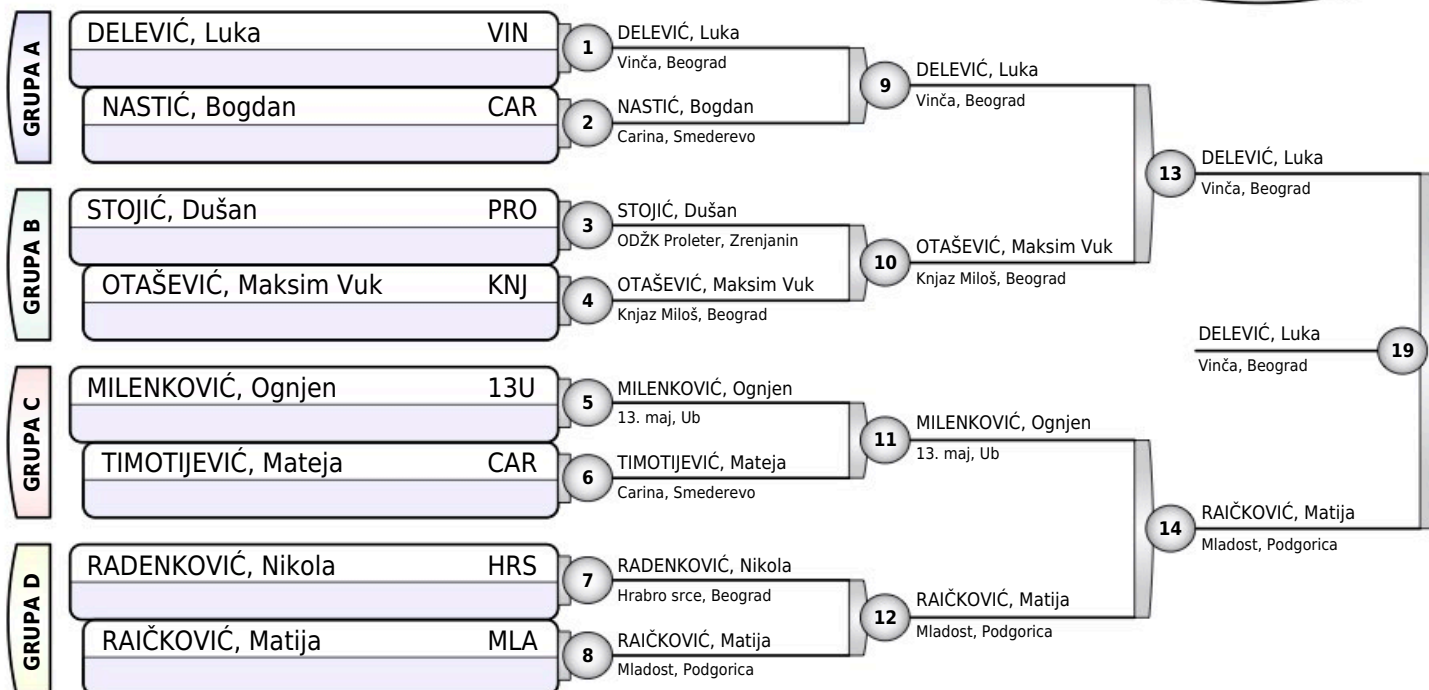 GRUPA A
DELEVIĆ, Luka VIN
NASTIĆ, Bogdan CAR
1
DELEVIĆ, Luka
Vinča, Beograd
2
NASTIĆ, Bogdan
Carina, Smederevo
9
DELEVIĆ, Luka
Vinča, Beograd
GRUPA B
STOJIĆ, Dušan PRO
OTAŠEVIĆ, Maksim Vuk KNJ
3
STOJIĆ, Dušan
ODŽK Proleter, Zrenjanin
4
OTAŠEVIĆ, Maksim Vuk
Knjaz Miloš, Beograd
10
OTAŠEVIĆ, Maksim Vuk
Knjaz Miloš, Beograd
13
DELEVIĆ, Luka
Vinča, Beograd
GRUPA C
MILENKOVIĆ, Ognjen 13U
TIMOTIJEVIĆ, Mateja CAR
5
MILENKOVIĆ, Ognjen
13. maj, Ub
6
TIMOTIJEVIĆ, Mateja
Carina, Smederevo
11
MILENKOVIĆ, Ognjen
13. maj, Ub
GRUPA D
RADENKOVIĆ, Nikola HRS
RAIČKOVIĆ, Matija MLA
7
RADENKOVIĆ, Nikola
Hrabro srce, Beograd
8
RAIČKOVIĆ, Matija
Mladost, Podgorica
12
RAIČKOVIĆ, Matija
Mladost, Podgorica
14
RAIČKOVIĆ, Matija
Mladost, Podgorica
DELEVIĆ, Luka
Vinča, Beograd
19